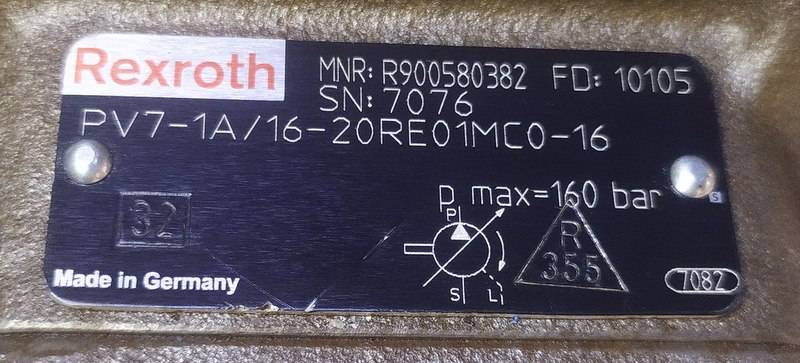 Rexroth MNR: R900580382 FD: 10105
SN: 7076
PV7-1A/16-20RE01MC0-16
p max=160 bar
P
32
R
355
Made in Germany
S L
7082